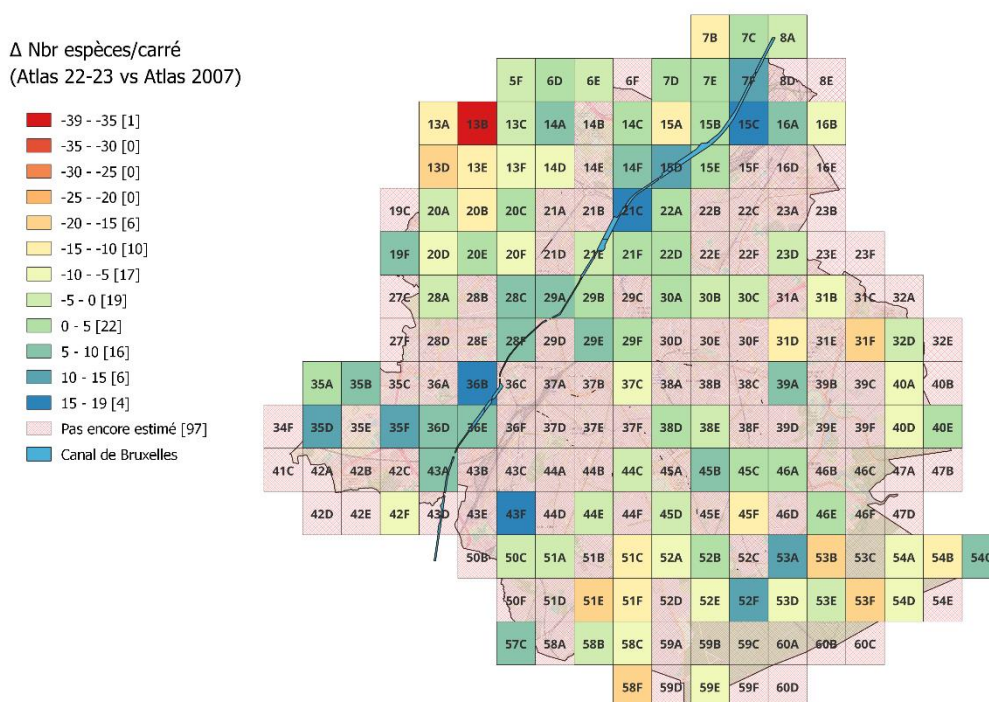 Δ Nbr espèces/carré
(Atlas 22-23 vs Atlas 2007)
-39 - -35 [1]
-35 - -30 [0]
-30 - -25 [0]
-25 - -20 [0]
-20 - -15 [6]
-15 - -10 [10]
-10 - -5 [17]
-5 - 0 [19]
0 - 5 [22]
5 - 10 [16]
10 - 15 [6]
15 - 19 [4]
Pas encore estimé [97]
Canal de Bruxelles
7B 7C 8A
5F 6D 6E 6F 7D 7E 7F 8D 8E
13A 13B 13C 14A 14B 14C 15A 15B 15C 16A 16B
13D 13E 13F 14D 14E 14F 15D 15E 15F 16D 16E
19C 20A 20B 20C 21A 21B 21C 22A 22B 22C 23A 23B
19F 20D 20E 20F 21D 21E 21F 22D 22E 22F 23D 23E 23F
27C 28A 28B 28C 29A 29B 29C 30A 30B 30C 31A 31B 31C 32A
27F 28D 28E 28F 29D 29E 29F 30D 30E 30F 31D 31E 31F 32D 32E
35A 35B 35C 36A 36B 36C 37A 37B 37C 38A 38B 38C 39A 39B 39C 40A 40B
34F 35D 35E 35F 36D 36E 36F 37D 37E 37F 38D 38E 38F 39D 39E 39F 40D 40E
41C 42A 42B 42C 43A 43B 43C 44A 44B 44C 45A 45B 45C 46A 46B 46C 47A 47B
42D 42E 42F 43D 43E 43F 44D 44E 44F 45D 45E 45F 46D 46E 46F 47D
50B 50C 51A 51B 51C 52A 52B 52C 53A 53B 53C 54A 54B 54C
50F 51D 51E 51F 52D 52E 52F 53D 53E 53F 54D 54E
57C 58A 58B 58C 59A 59B 59C 60A 60B 60C
58F 59D 59E 59F 60D